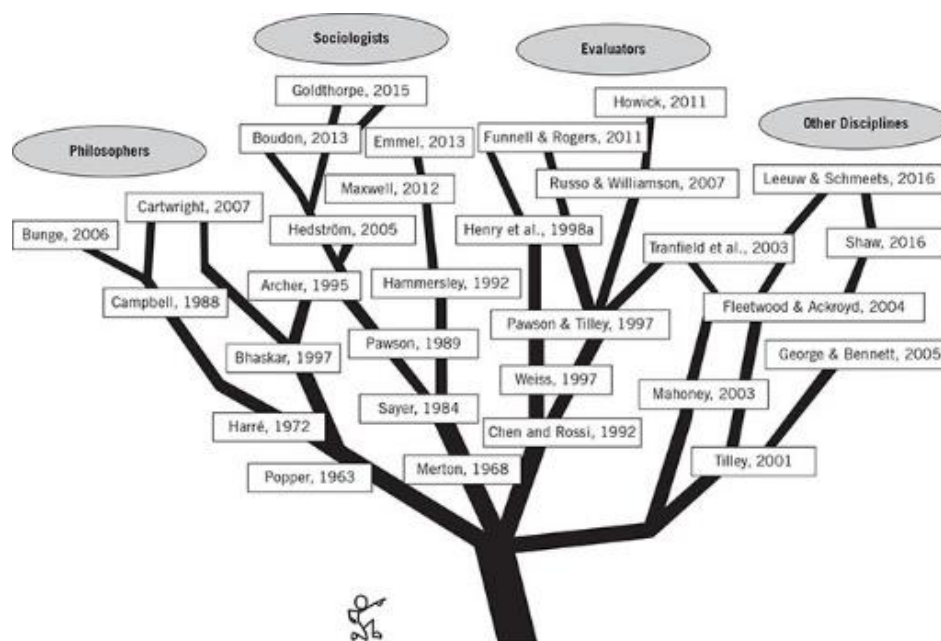 Sociologists
Evaluators
Goldthorpe, 2015
Howick, 2011
Other Disciplines
Boudon, 2013
Emmel, 2013
Funnell & Rogers, 2011
Philosophers
Maxwell, 2012
Russo & Williamson, 2007
Leeuw & Schmeets, 2016
Cartwright, 2007
Bunge, 2006
Hedström, 2005
Henry et al., 1998a
Tranfield et al., 2003
Shaw, 2016
Campbell, 1988
Archer, 1995
Hammersley, 1992
Fleetwood & Ackroyd, 2004
Pawson & Tilley, 1997
Bhaskar, 1997
Pawson, 1989
George & Bennett, 2005
Weiss, 1997
Mahoney, 2003
Harré, 1972
Sayer, 1984
Chen and Rossi, 1992
Popper, 1963
Merton, 1968
Tilley, 2001